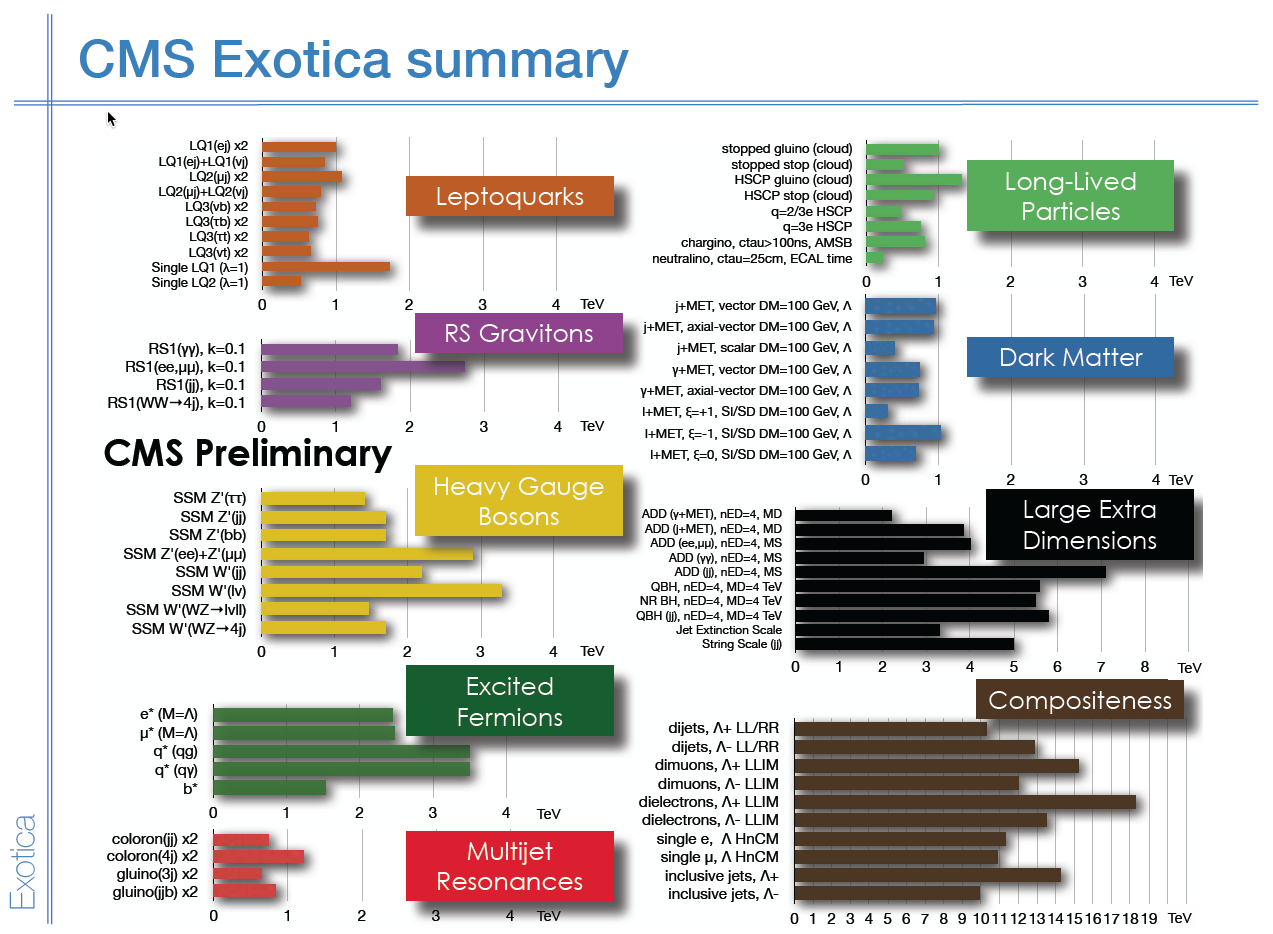 CMS Exotica summary
LQ1(ej) x2
LQ1(ej)+LQ1(νj)
LQ2(μj) x2
LQ2(μj)+LQ2(νj)
LQ3(νb) x2
LQ3(τb) x2
LQ3(τt) x2
LQ3(vt) x2
Single LQ1 (λ=1)
Single LQ2 (λ=1)
0 1 2 3 4 TeV
Leptoquarks
RS Gravitons
RS1(γγ), k=0.1
RS1(ee,μμ), k=0.1
RS1(jj), k=0.1
RS1(WW→4j), k=0.1
0 1 2 3 4 TeV
CMS Preliminary
Heavy Gauge
Bosons
SSM Z'(ττ)
SSM Z'(jj)
SSM Z'(bb)
SSM Z'(ee)+Z'(μμ)
SSM W'(jj)
SSM W'(lv)
SSM W'(WZ→lvll)
SSM W'(WZ→4j)
0 1 2 3 4 TeV
Excited
Fermions
e* (M=Λ)
μ* (M=Λ)
q* (qg)
q* (qγ)
b*
0 1 2 3 4 TeV
coloron(jj) x2
coloron(4j) x2
gluino(3j) x2
gluino(jjb) x2
0 1 2 3 4 TeV
Multijet
Resonances
stopped gluino (cloud)
stopped stop (cloud)
HSCP gluino (cloud)
HSCP stop (cloud)
q=2/3e HSCP
q=3e HSCP
chargino, ctau>100ns, AMSB
neutralino, ctau=25cm, ECAL time
0 1 2 3 4 TeV
Long-Lived
Particles
j+MET, vector DM=100 GeV, Λ
j+MET, axial-vector DM=100 GeV, Λ
j+MET, scalar DM=100 GeV, Λ
γ+MET, vector DM=100 GeV, Λ
γ+MET, axial-vector DM=100 GeV, Λ
l+MET, ξ=+1, SI/SD DM=100 GeV, Λ
l+MET, ξ=-1, SI/SD DM=100 GeV, Λ
l+MET, ξ=0, SI/SD DM=100 GeV, Λ
0 1 2 3 4 TeV
Dark Matter
Large Extra
Dimensions
ADD (γ+MET), nED=4, MD
ADD (j+MET), nED=4, MD
ADD (ee,μμ), nED=4, MS
ADD (γγ), nED=4, MS
ADD (jj), nED=4, MS
QBH, nED=4, MD=4 TeV
NR BH, nED=4, MD=4 TeV
QBH (jj), nED=4, MD=4 TeV
Jet Extinction Scale
String Scale (jj)
0 1 2 3 4 5 6 7 8 TeV
Compositeness
dijets, Λ+ LL/RR
dijets, Λ- LL/RR
dimuons, Λ+ LLIM
dimuons, Λ- LLIM
dielectrons, Λ+ LLIM
dielectrons, Λ- LLIM
single e, Λ HnCM
single μ, Λ HnCM
inclusive jets, Λ+
inclusive jets, Λ-
0 1 2 3 4 5 6 7 8 9 10 11 12 13 14 15 16 17 18 19 TeV
Exotica